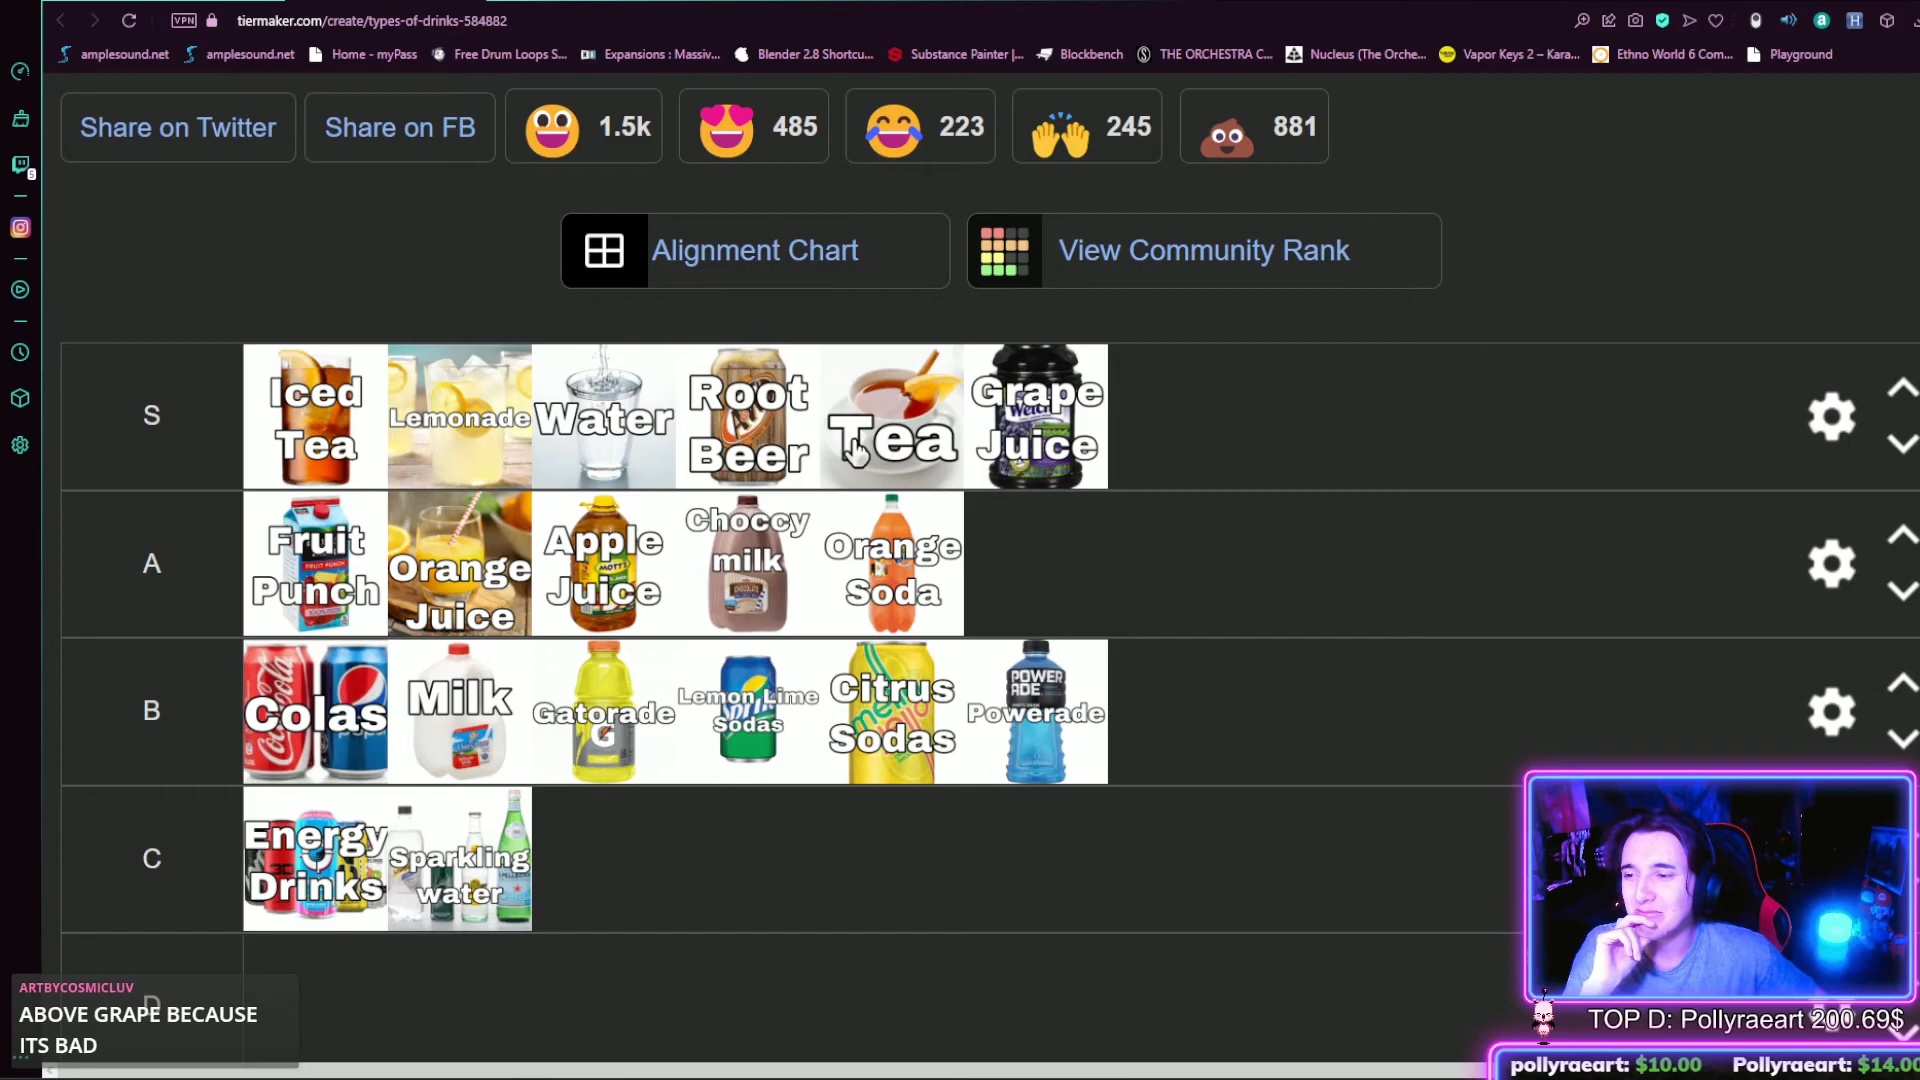 VPN
tiermaker.com/create/types-of-drinks-584882
amplesound.net
amplesound.net
Home - myPass
Free Drum Loops S...
Expansions : Massiv...
Blender 2.8 Shortcu...
Substance Painter |...
Blockbench
THE ORCHESTRA C...
Nucleus (The Orche...
Vapor Keys 2 – Kara...
Ethno World 6 Com...
Playground
Share on Twitter
Share on FB
1.5k
485
223
245
881
Alignment Chart
View Community Rank
S
Iced Tea
Lemonade
Water
Root Beer
Tea
Grape Juice
A
Fruit Punch
Orange Juice
Apple Juice
Choccy milk
Orange Soda
B
Colas
Milk
Gatorade
Lemon Lime Sodas
Citrus Sodas
POWERADE
Powerade
C
Energy Drinks
Sparkling water
D
ARTBYCOSMICLUV
ABOVE GRAPE BECAUSE
ITS BAD
TOP D: Pollyraeart 200.69$
pollyraeart: $10.00 Pollyraeart: $14.00